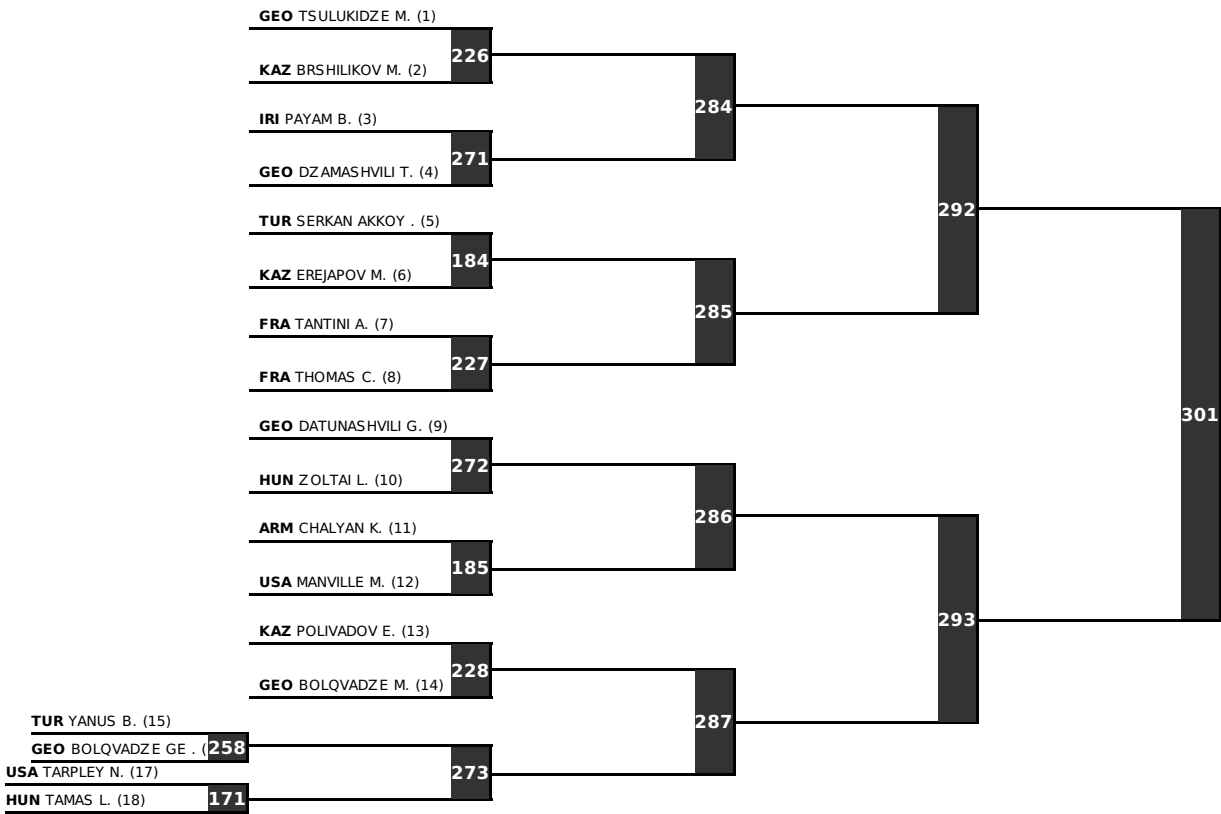 GEO TSULUKIDZE M. (1)
226
KAZ BRSHILIKOV M. (2)
284
IRI PAYAM B. (3)
271
GEO DZAMASHVILI T. (4)
292
TUR SERKAN AKKOY . (5)
184
KAZ EREJAPOV M. (6)
285
FRA TANTINI A. (7)
227
FRA THOMAS C. (8)
301
GEO DATUNASHVILI G. (9)
272
HUN ZOLTAI L. (10)
286
ARM CHALYAN K. (11)
185
USA MANVILLE M. (12)
293
KAZ POLIVADOV E. (13)
228
GEO BOLQVADZE M. (14)
287
TUR YANUS B. (15)
GEO BOLQVADZE GE . (
258
USA TARPLEY N. (17)
273
HUN TAMAS L. (18)
171